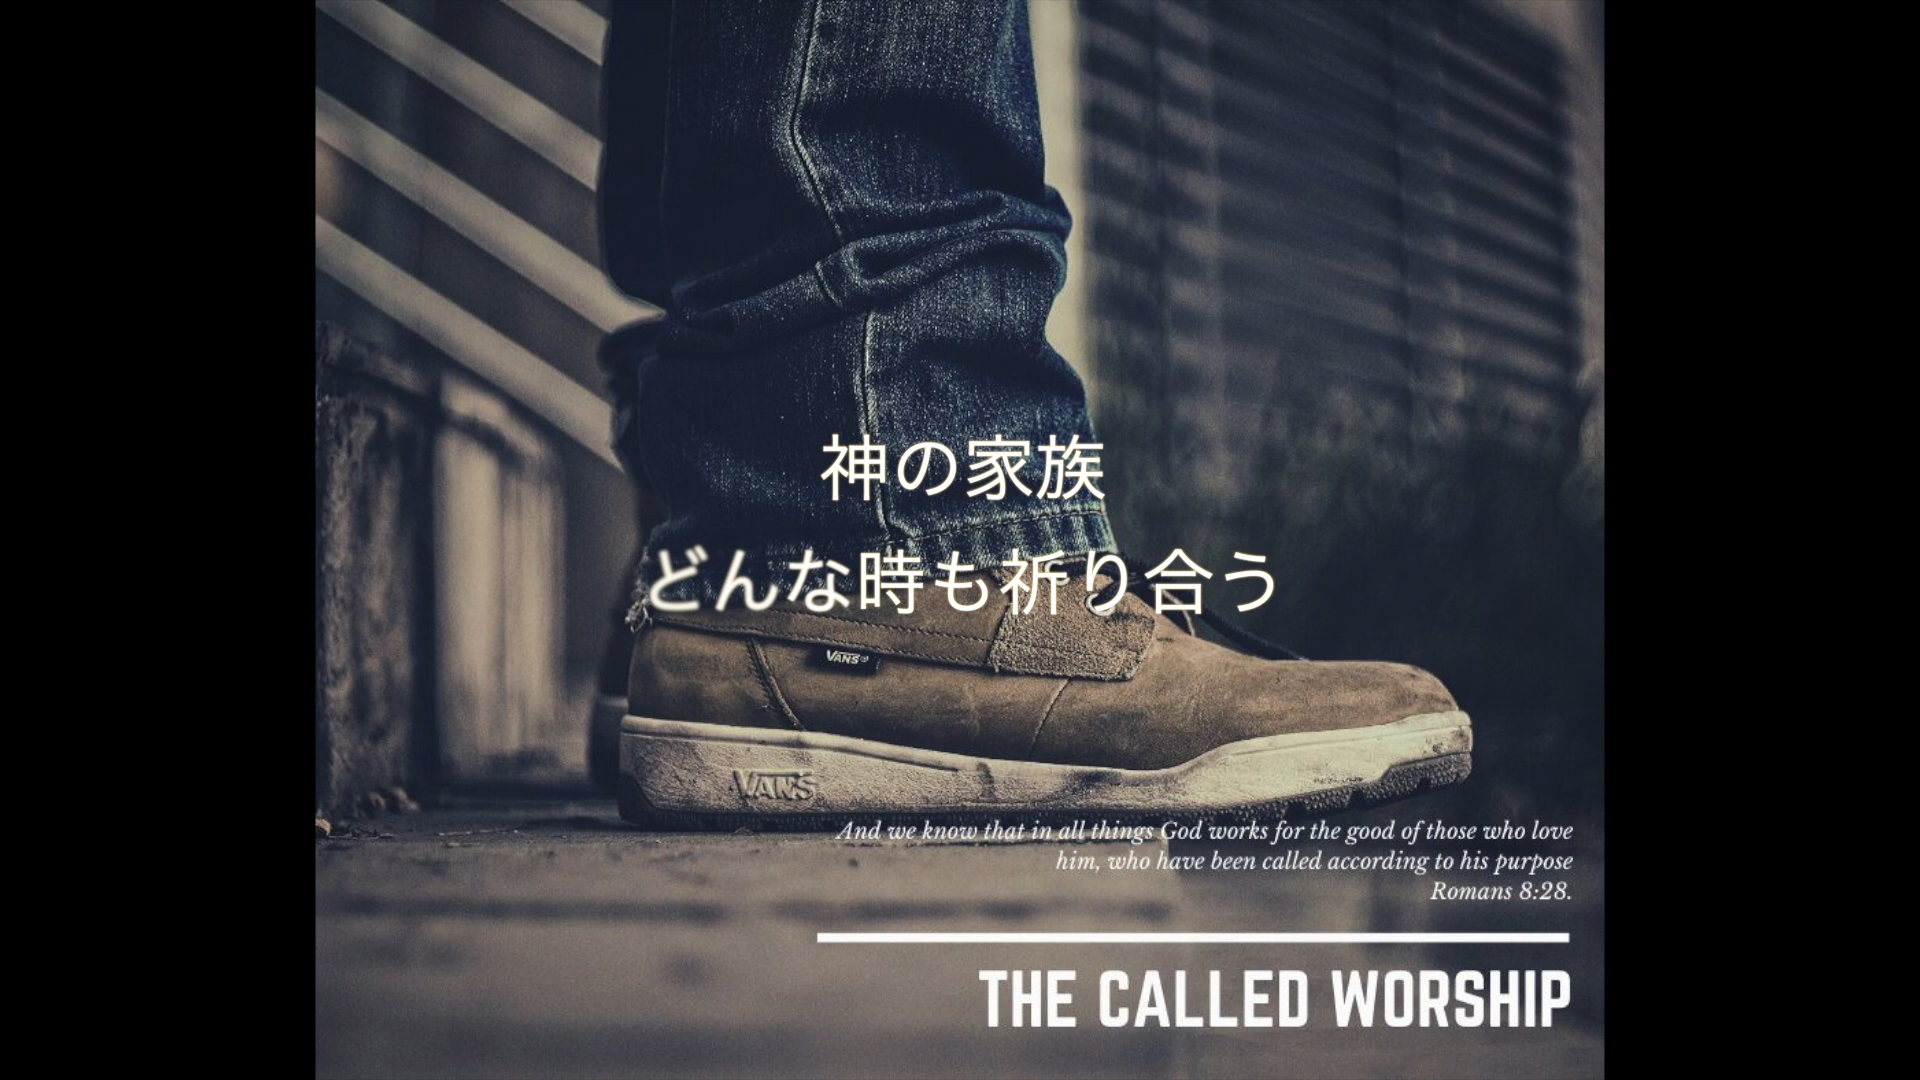 神の家族
どんな時も祈り合う
VANS
VANS
And we know that in all things God works for the good of those who love
him, who have been called according to his purpose
Romans 8:28.
THE CALLED WORSHIP